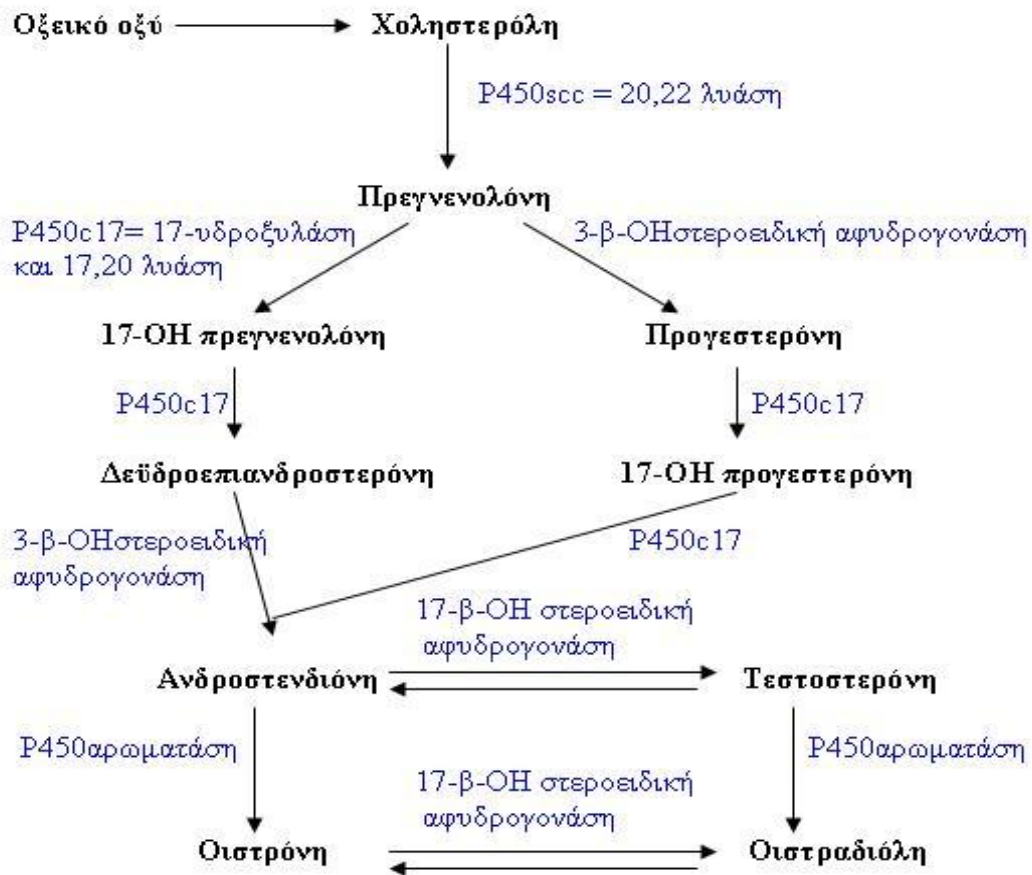 Οξεικό οξύ
Χοληστερόλη
P450scc = 20,22 λυάση
Πρεγνενολόνη
P450c17= 17-υδροξυλάση
και 17,20 λυάση
3-β-ΟΗστεροειδική αφυδρογονάση
17-ΟΗ πρεγνενολόνη
Προγεστερόνη
P450c17
P450c17
Δεϋδροεπιανδροστερόνη
17-ΟΗ προγεστερόνη
3-β-ΟΗστεροειδική
αφυδρογονάση
P450c17
17-β-ΟΗ στεροειδική
αφυδρογονάση
Ανδροστενδιόνη
Τεστοστερόνη
P450αρωματάση
P450αρωματάση
17-β-ΟΗ στεροειδική
αφυδρογονάση
Οιστρόνη
Οιστραδιόλη